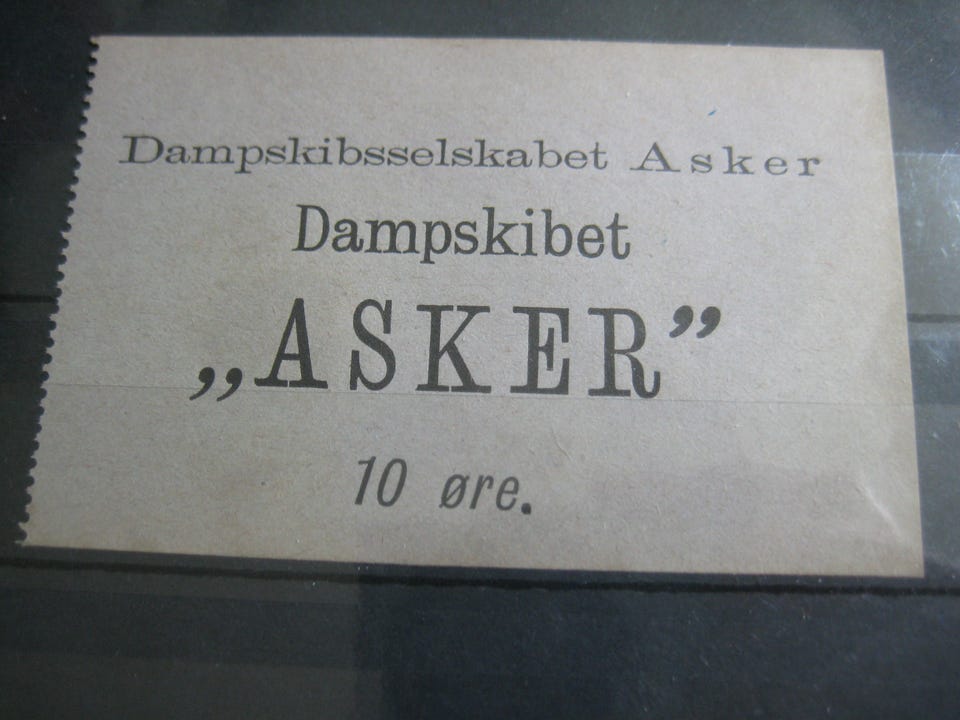 Dampskibsselskabet Asker
Dampskibet
„ASKER”
10 øre.